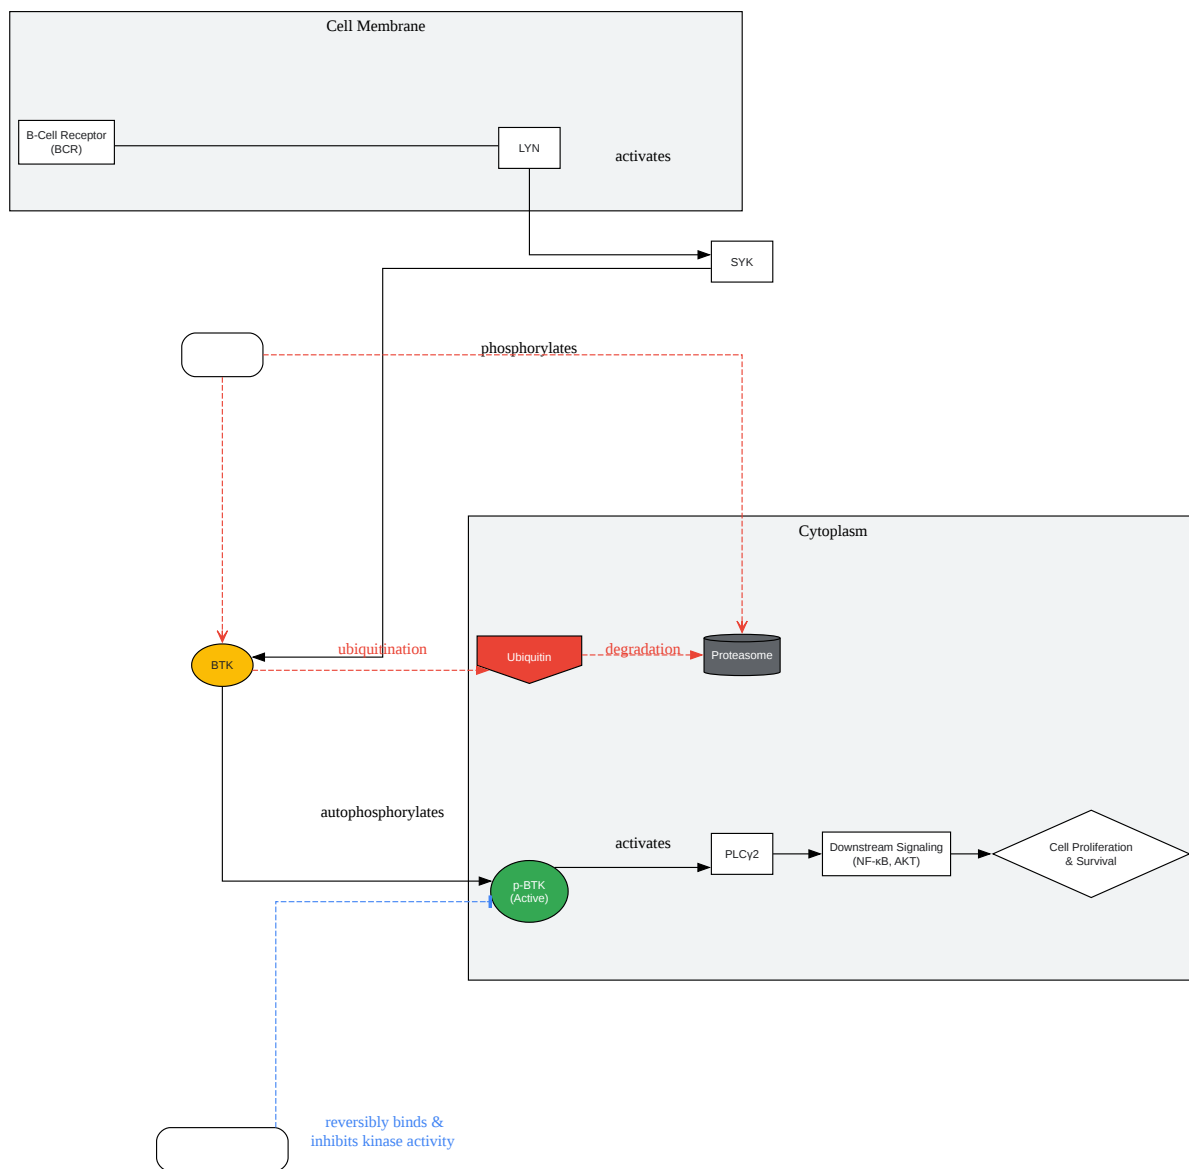 Cell Membrane
B-Cell Receptor
(BCR)
LYN
activates
SYK
phosphorylates
Cytoplasm
BTK
ubiquitination
Ubiquitin
degradation
Proteasome
autophosphorylates
p-BTK
(Active)
activates
PLCγ2
Downstream Signaling
(NF-κB, AKT)
Cell Proliferation
& Survival
reversibly binds &
inhibits kinase activity